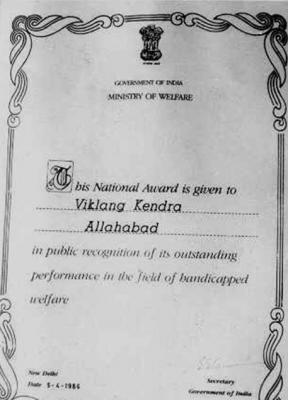 GOVERNMENT OF INDIA
MINISTRY OF WELFARE
This National Award is given to
Viklang Kendra
Allahabad
in public recognition of its outstanding
performance in the field of handicapped
welfare
New Delhi
Date 5-4-1986
Secretary
Government of India